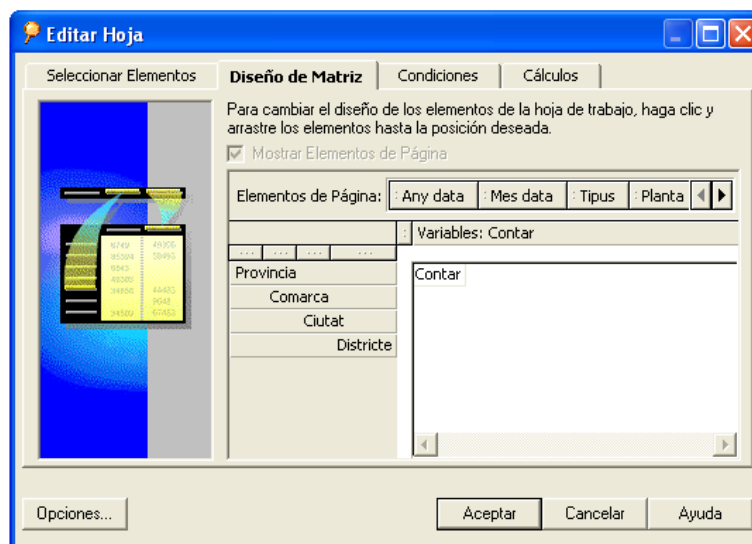 Editar Hoja
Seleccionar Elementos Diseño de Matriz Condiciones Cálculos
Para cambiar el diseño de los elementos de la hoja de trabajo, haga clic y
arrastre los elementos hasta la posición deseada.
Mostrar Elementos de Página
Elementos de Página: Any data Mes data Tipus Planta
Variables: Contar
... ... ... ...
Provincia
Contar
Comarca
Ciutat
Districte
Opciones... Aceptar Cancelar Ayuda